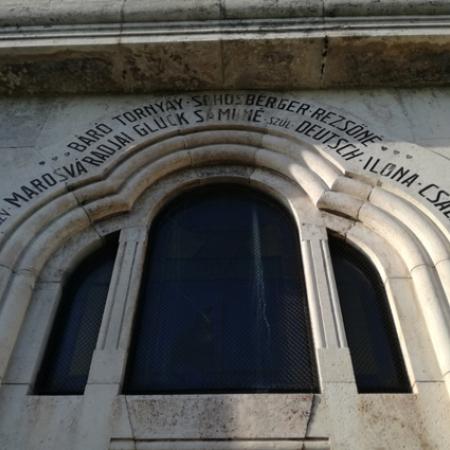 BÁRÓ TORNYAY-SCHOSBERGER-REZSŐNÉ
MAROSVÁRADJAI GLÜCK SAMUNÉ SZÜL. DEUTSCH ILONA